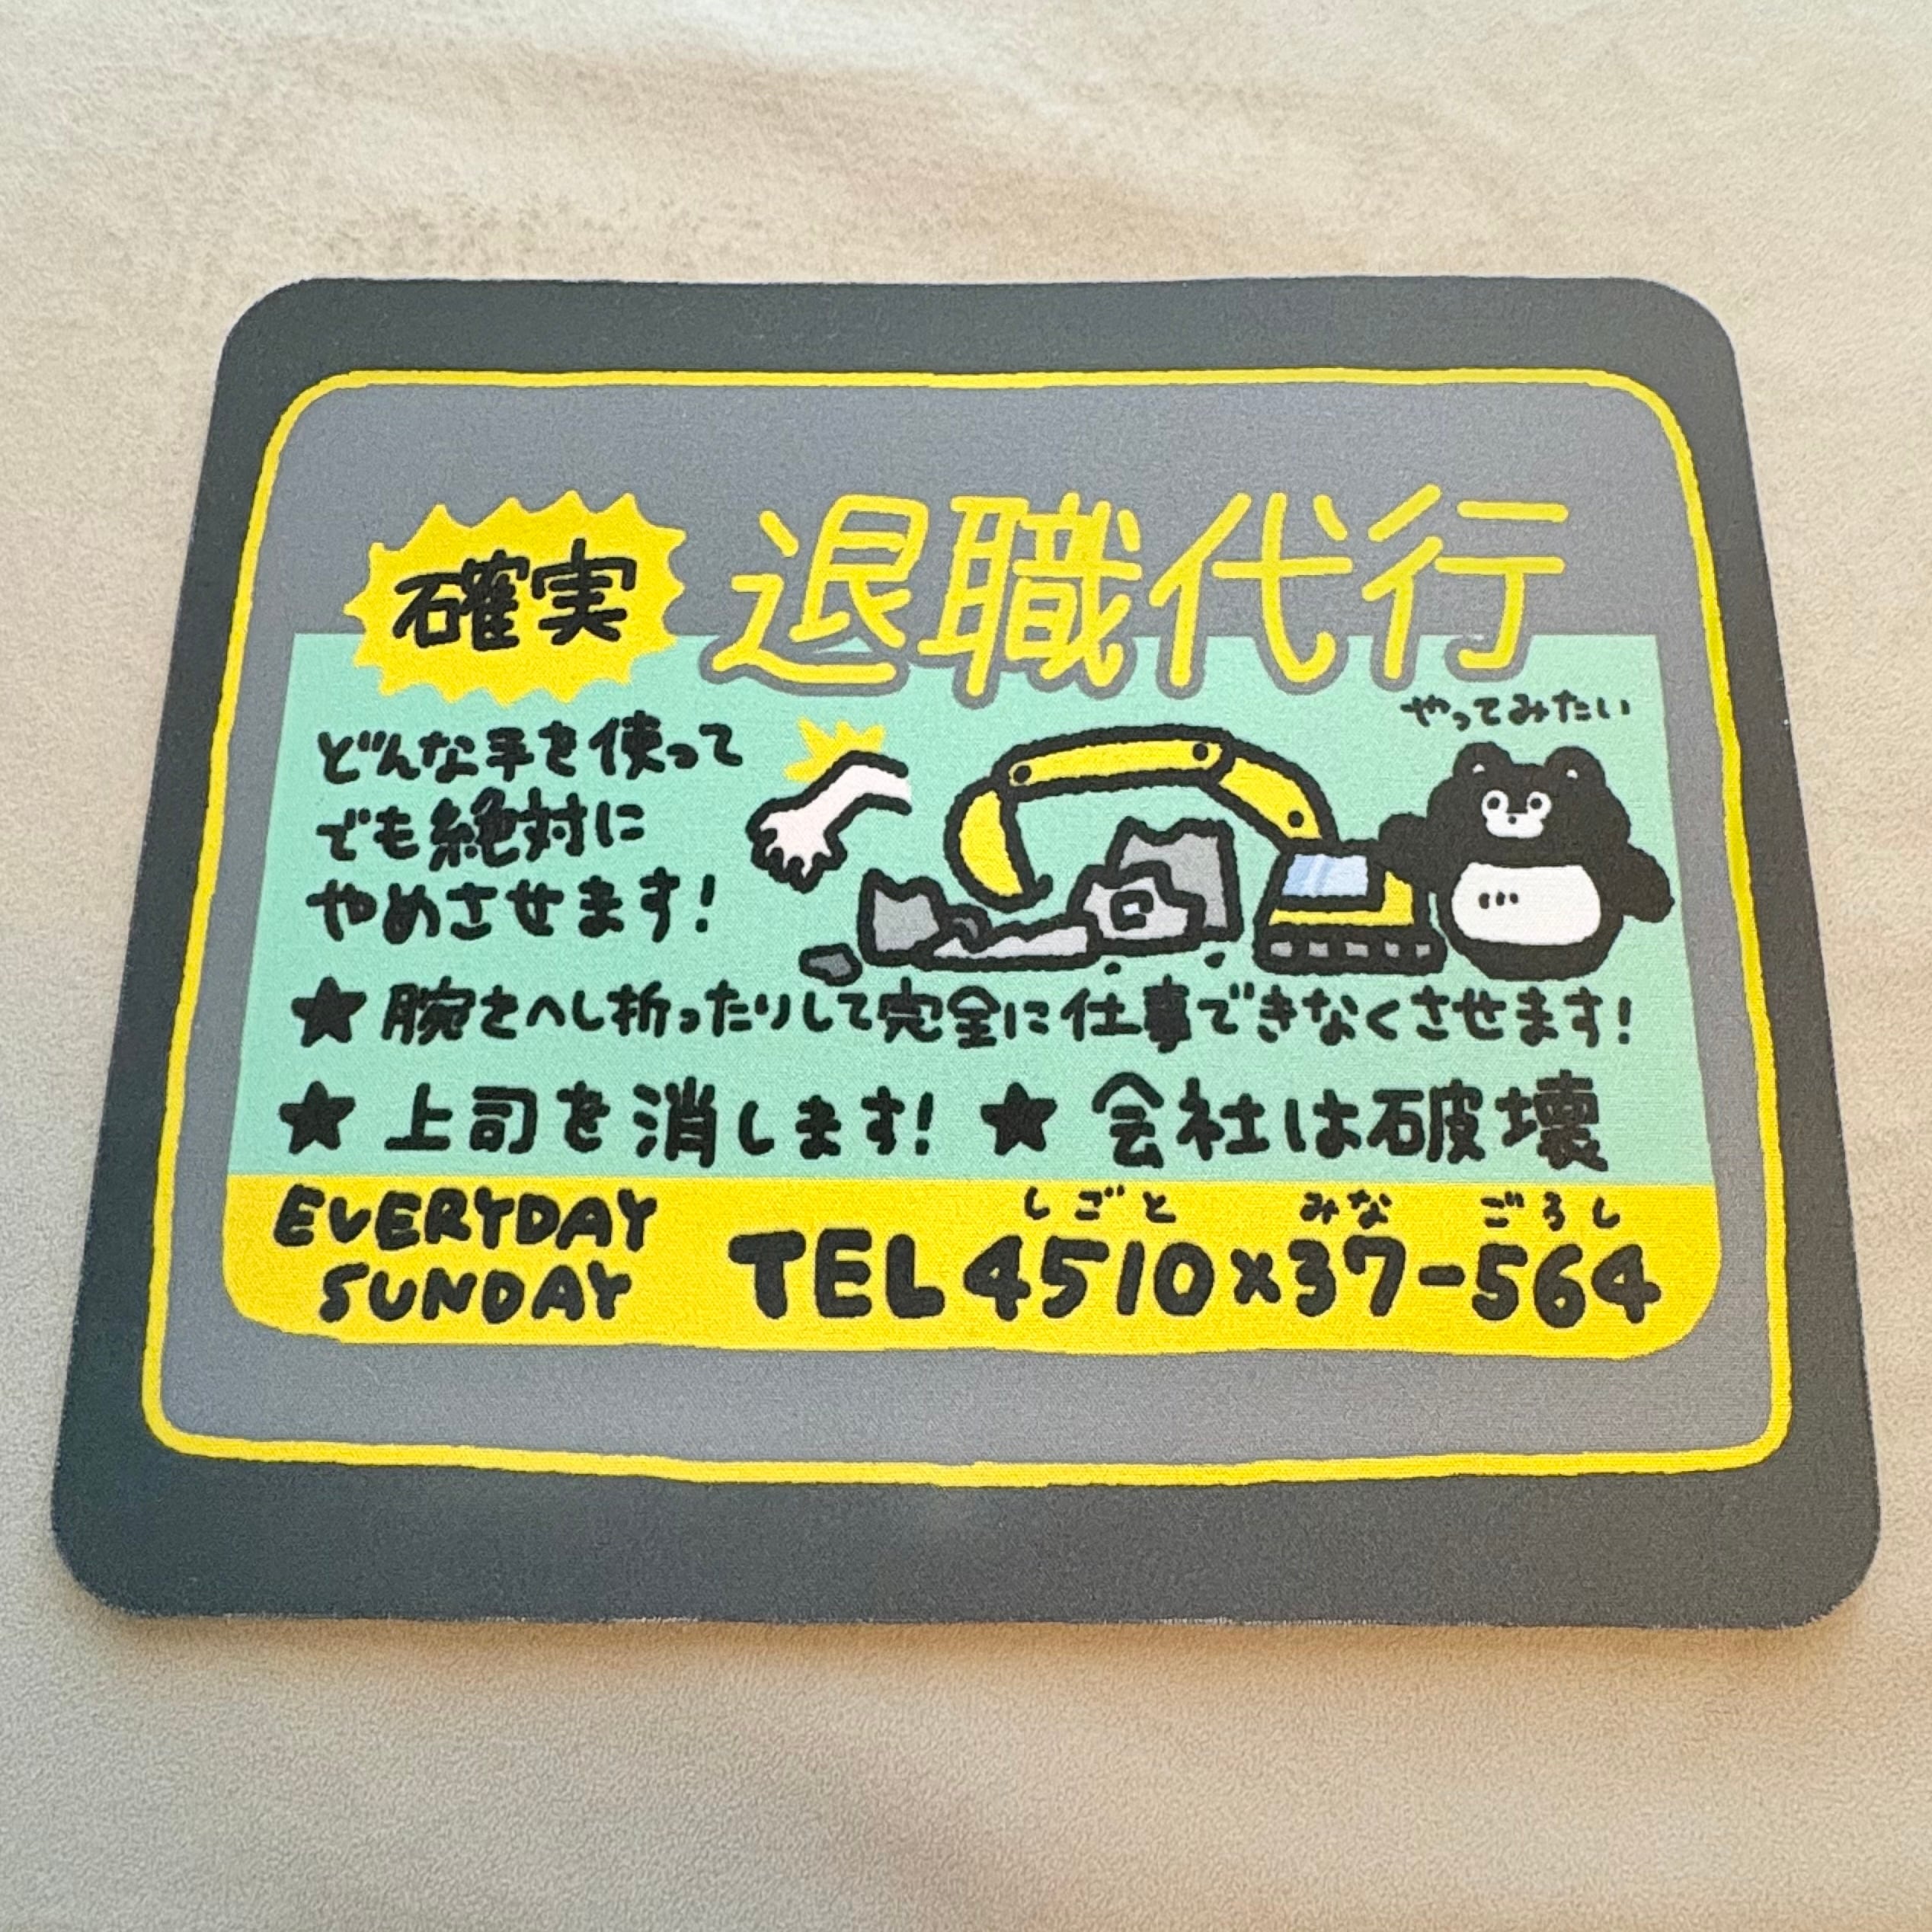 確実 退職代行
やってみたい
どんな手を使って
でも絶対に
やめさせます!
★ 腕をへし折ったりして完全に仕事できなくさせます!
★ 上司を消します! ★ 会社は破壊
EVERYDAY
SUNDAY
しごと みな ごろし
TEL4510×37-564